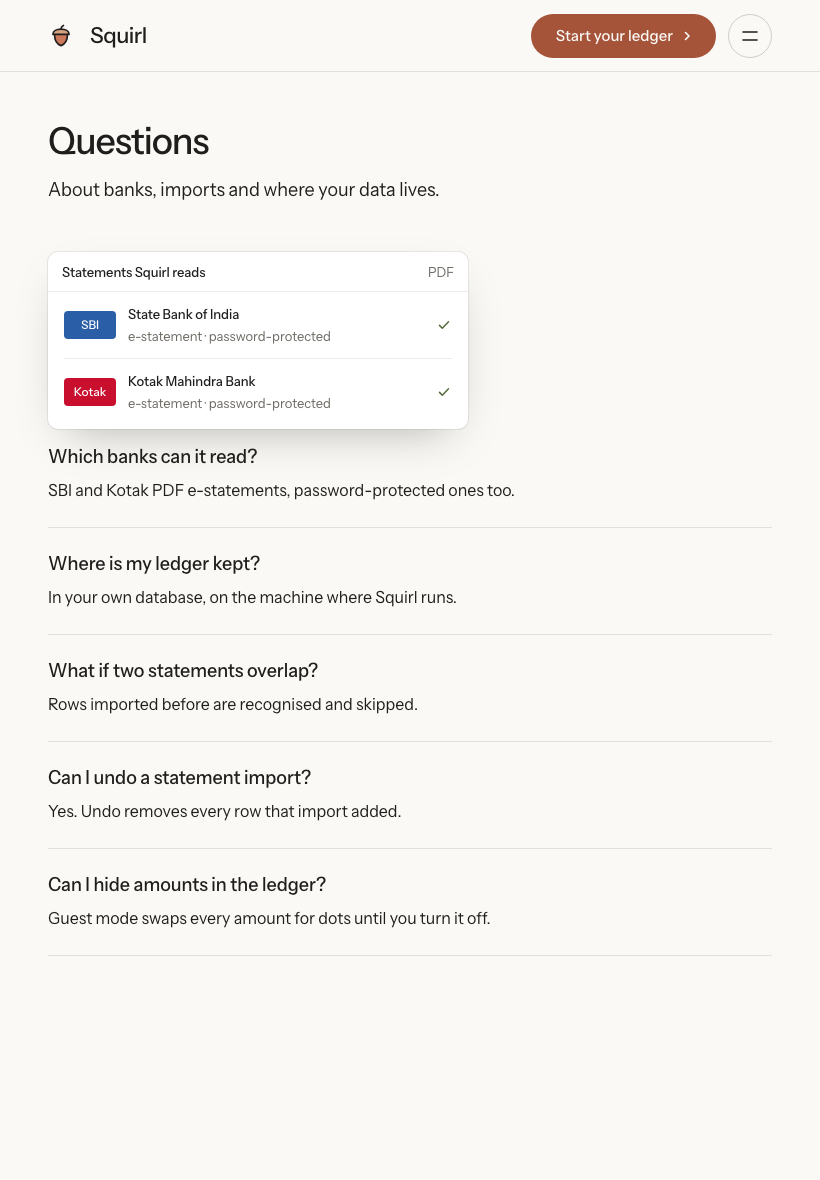 Squirl
Start your ledger
Questions
About banks, imports and where your data lives.
Statements Squirl reads
PDF
SBI
State Bank of India
e-statement · password-protected
Kotak
Kotak Mahindra Bank
e-statement · password-protected
Which banks can it read?
SBI and Kotak PDF e-statements, password-protected ones too.
Where is my ledger kept?
In your own database, on the machine where Squirl runs.
What if two statements overlap?
Rows imported before are recognised and skipped.
Can I undo a statement import?
Yes. Undo removes every row that import added.
Can I hide amounts in the ledger?
Guest mode swaps every amount for dots until you turn it off.